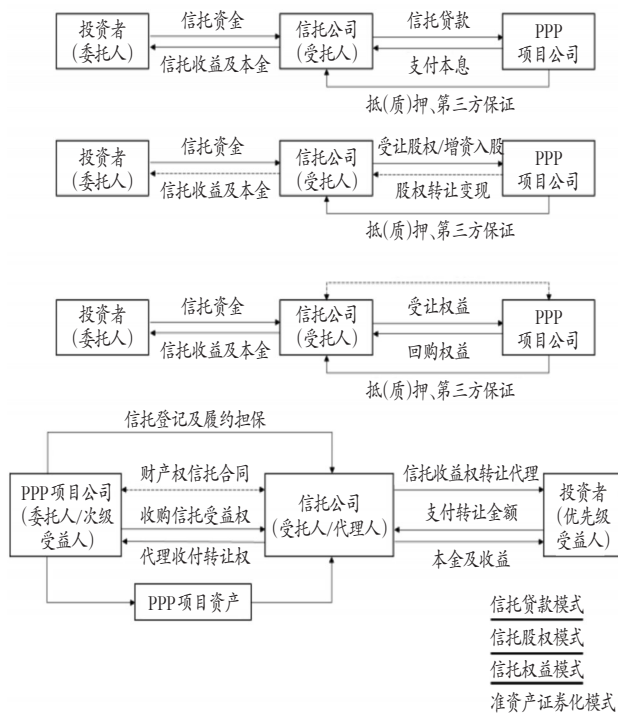 投资者
(委托人)
信托资金
信托收益及本金
信托公司
(受托人)
信托贷款
支付本息
PPP
项目公司
抵(质)押、第三方保证
投资者
(委托人)
信托资金
信托收益及本金
信托公司
(受托人)
受让股权/增资入股
股权转让变现
PPP
项目公司
抵(质)押、第三方保证
投资者
(委托人)
信托资金
信托收益及本金
信托公司
(受托人)
受让权益
回购权益
PPP
项目公司
抵(质)押、第三方保证
信托登记及履约担保
PPP项目公司
(委托人/次级
受益人)
财产权信托合同
收购信托受益权
代理收付转让权
信托公司
(受托人/代理人)
信托收益权转让代理
支付转让金额
本金及收益
投资者
(优先级
受益人)
PPP项目资产
信托贷款模式
信托股权模式
信托权益模式
准资产证券化模式